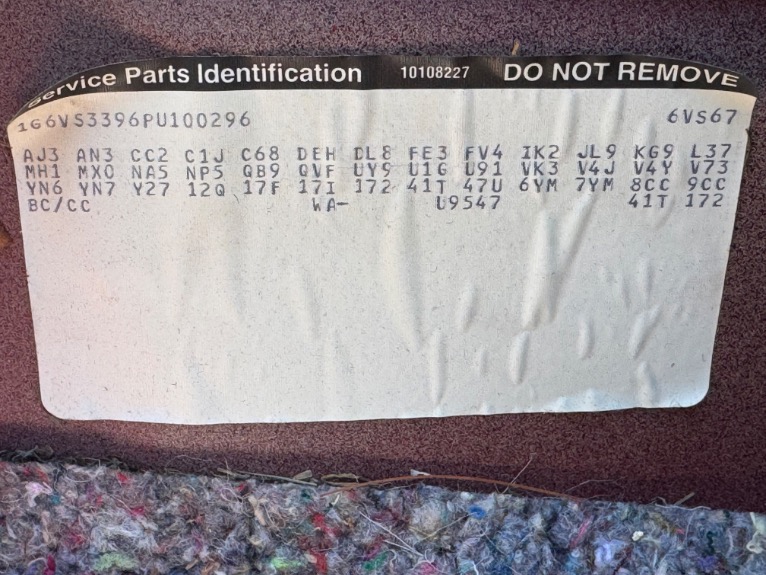 Service Parts Identification 10108227 DO NOT REMOVE
1G6VS3396PU100296 6VS67
AJ3 AN3 CC2 C1J C68 DEH DL8 FE3 FV4 IK2 JL9 KG9 L37
MH1 MX0 NA5 NP5 QB9 QVF UY9 U1G U91 VK3 V4J V4Y V73
YN6 YN7 Y27 12Q 17F 17I 172 41T 47U 6YM 7YM 8CC 9CC
BC/CC WA- U9547 41T 172